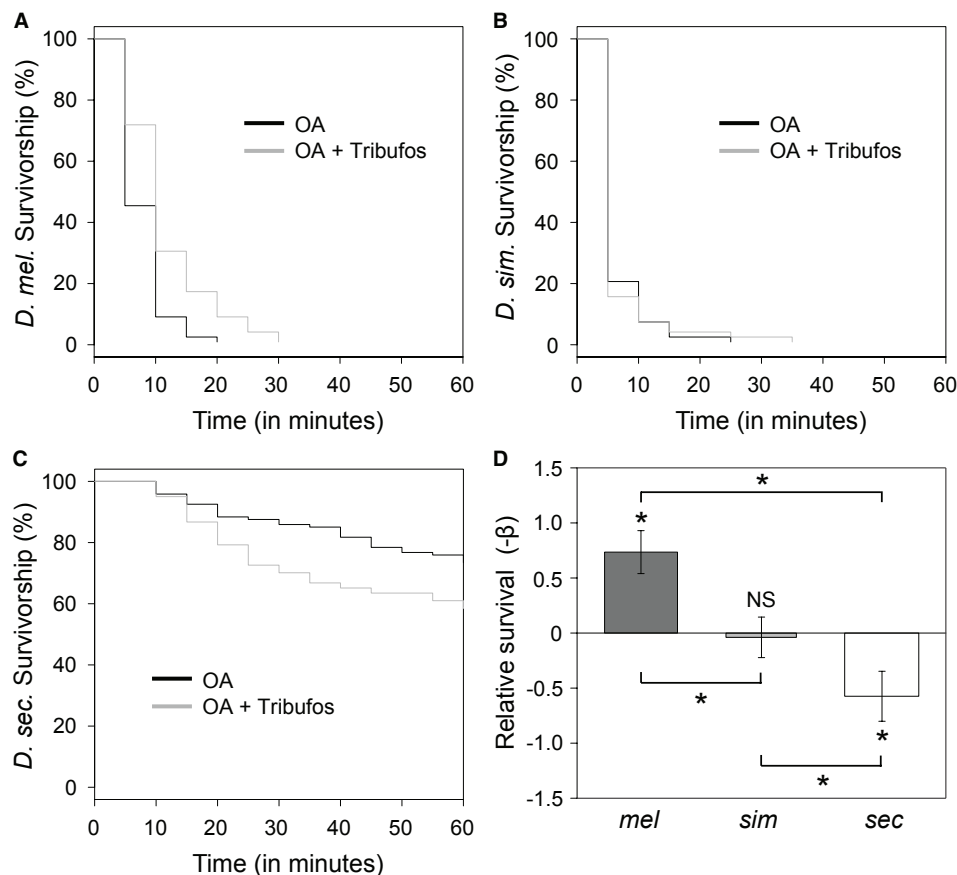 A
D. mel. Survivorship (%)
100
80
60
40
20
0
OA
OA + Tribufos
0 10 20 30 40 50 60
Time (in minutes)
B
D. sim. Survivorship (%)
100
80
60
40
20
0
OA
OA + Tribufos
0 10 20 30 40 50 60
Time (in minutes)
C
D. sec. Survivorship (%)
100
80
60
40
20
0
OA
OA + Tribufos
0 10 20 30 40 50 60
Time (in minutes)
D
Relative survival (-β)
1.5
1.0
0.5
0
-0.5
-1.0
-1.5
*
*
NS
*
*
*
mel sim sec